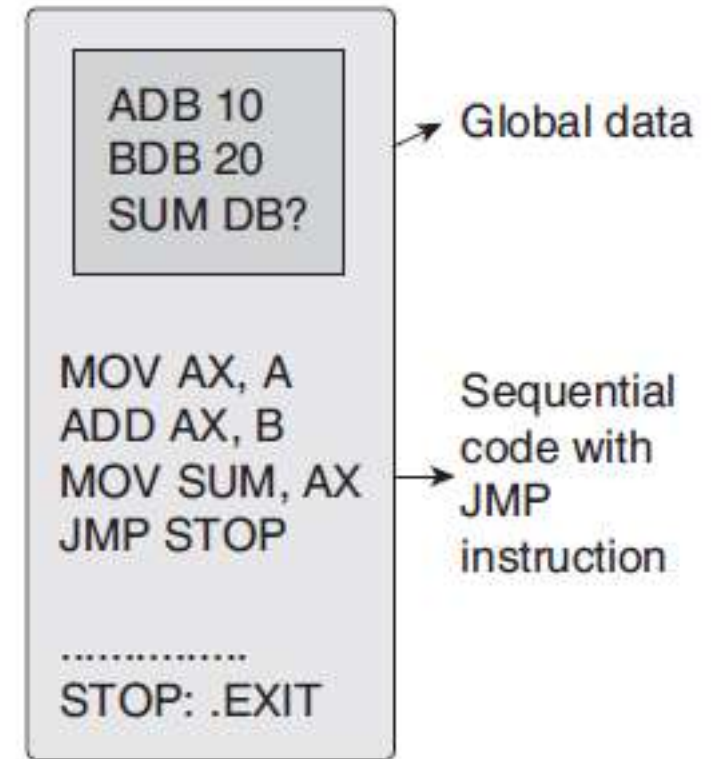 ADB 10
BDB 20
SUM DB?
Global data
MOV AX, A
ADD AX, B
MOV SUM, AX
JMP STOP
...............
STOP: .EXIT
Sequential
code with
JMP
instruction